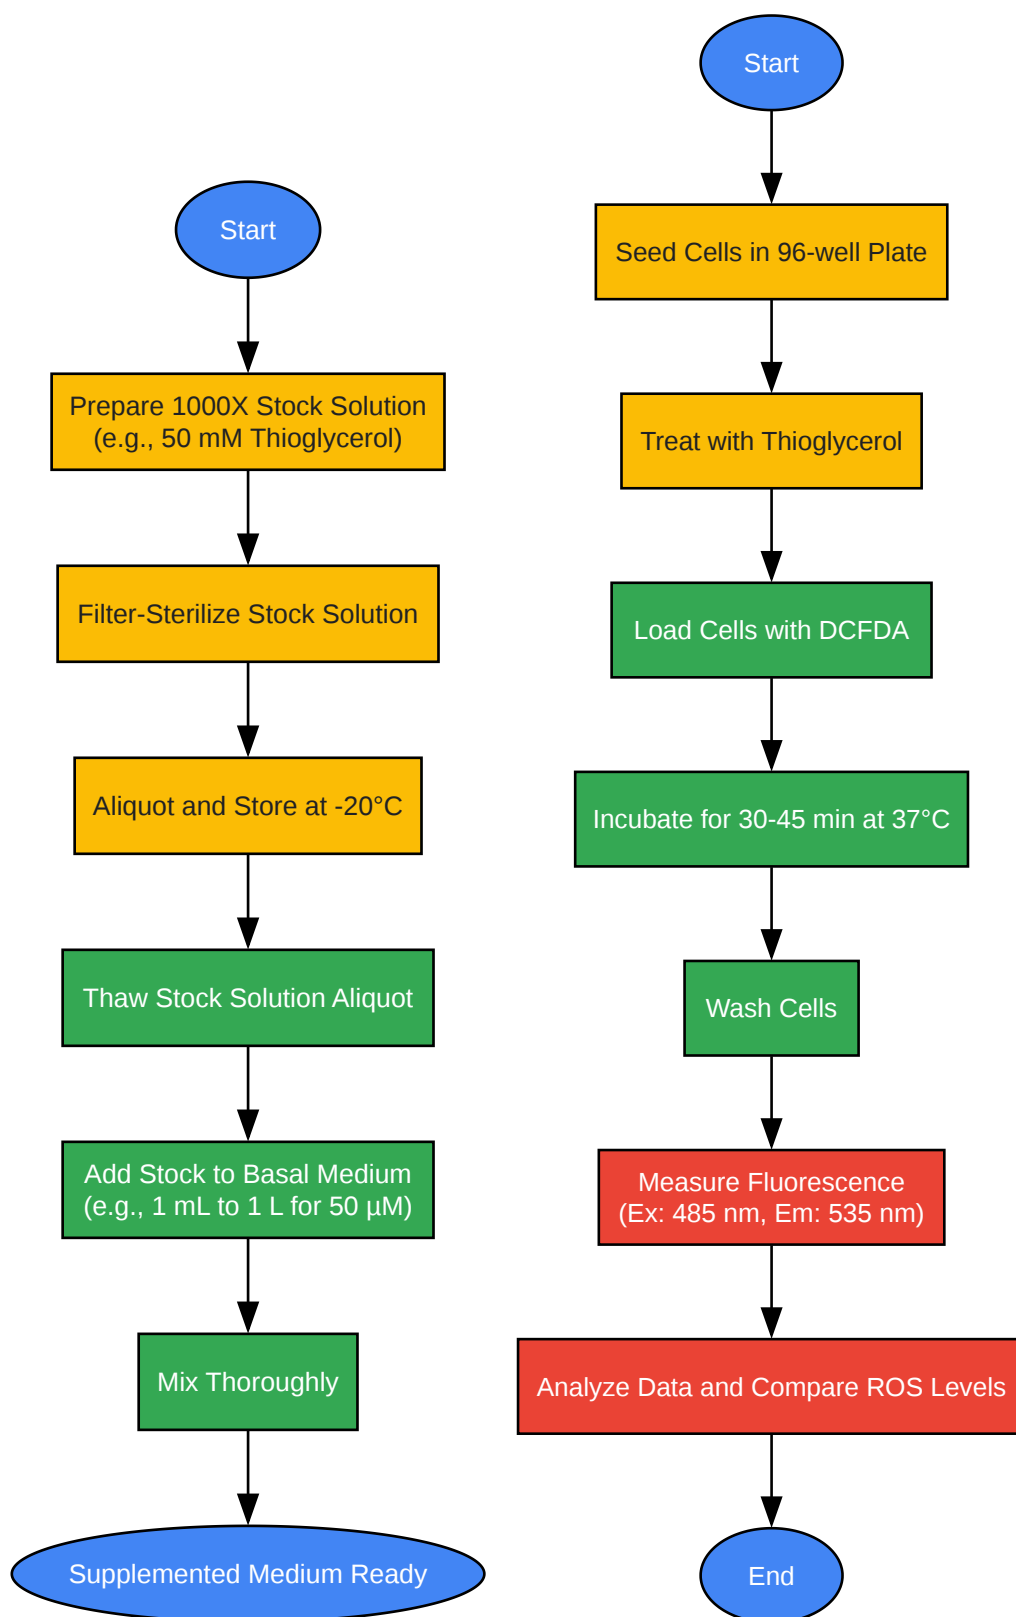 Start
Prepare 1000X Stock Solution
(e.g., 50 mM Thioglycerol)
Filter-Sterilize Stock Solution
Aliquot and Store at -20°C
Thaw Stock Solution Aliquot
Add Stock to Basal Medium
(e.g., 1 mL to 1 L for 50 µM)
Mix Thoroughly
Supplemented Medium Ready
Start
Seed Cells in 96-well Plate
Treat with Thioglycerol
Load Cells with DCFDA
Incubate for 30-45 min at 37°C
Wash Cells
Measure Fluorescence
(Ex: 485 nm, Em: 535 nm)
Analyze Data and Compare ROS Levels
End